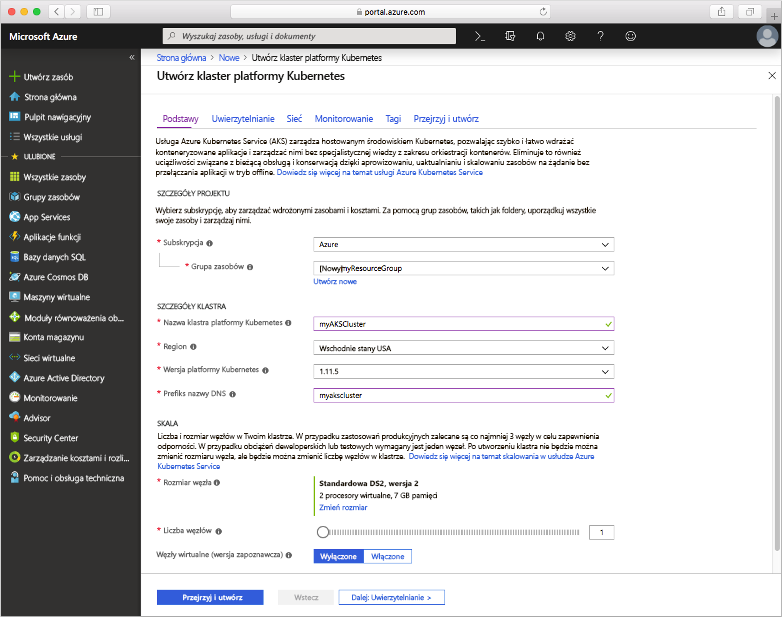 portal.azure.com
Microsoft Azure
Wyszukaj zasoby, usługi i dokumenty
Utwórz zasób
Strona główna
Pulpit nawigacyjny
Wszystkie usługi
ULUBIONE
Wszystkie zasoby
Grupy zasobów
App Services
Aplikacje funkcji
Bazy danych SQL
Azure Cosmos DB
Maszyny wirtualne
Moduły równoważenia ob...
Konta magazynu
Sieci wirtualne
Azure Active Directory
Monitorowanie
Advisor
Security Center
Zarządzanie kosztami i rozli...
Pomoc i obsługa techniczna
Strona główna > Nowe > Utwórz klaster platformy Kubernetes
Utwórz klaster platformy Kubernetes
Podstawy Uwierzytelnianie Sieć Monitorowanie Tagi Przejrzyj i utwórz
Usługa Azure Kubernetes Service (AKS) zarządza hostowanym środowiskiem Kubernetes, pozwalając szybko i łatwo wdrażać
konteneryzowane aplikacje i zarządzać nimi bez specjalistycznej wiedzy z zakresu orkiestracji kontenerów. Eliminuje to również
uciążliwości związane z bieżącą obsługą i konserwacją dzięki aprowizowaniu, uaktualnianiu i skalowaniu zasobów na żądanie bez
przełączania aplikacji w tryb offline. Dowiedz się więcej na temat usługi Azure Kubernetes Service
SZCZEGÓŁY PROJEKTU
Wybierz subskrypcję, aby zarządzać wdrożonymi zasobami i kosztami. Za pomocą grup zasobów, takich jak foldery, uporządkuj wszystkie
swoje zasoby i zarządzaj nimi.
* Subskrypcja Azure
* Grupa zasobów [Nowy]myResourceGroup
Utwórz nowe
SZCZEGÓŁY KLASTRA
* Nazwa klastra platformy Kubernetes myAKSCluster
* Region Wschodnie stany USA
* Wersja platformy Kubernetes 1.11.5
* Prefiks nazwy DNS myakscluster
SKALA
Liczba i rozmiar węzłów w Twoim klastrze. W przypadku zastosowań produkcyjnych zalecane są co najmniej 3 węzły w celu zapewnienia
odporności. W przypadku obciążeń deweloperskich lub testowych wymagany jest jeden węzeł. Po utworzeniu klastra nie będzie można
zmienić rozmiaru węzła, ale będzie można zmienić liczbę węzłów w klastrze. Dowiedz się więcej na temat skalowania w usłudze Azure
Kubernetes Service
* Rozmiar węzła Standardowa DS2, wersja 2
2 procesory wirtualne, 7 GB pamięci
Zmień rozmiar
* Liczba węzłów 1
Węzły wirtualne (wersja zapoznawcza) Wyłączone Włączone
Przejrzyj i utwórz Wstecz Dalej: Uwierzytelnianie >